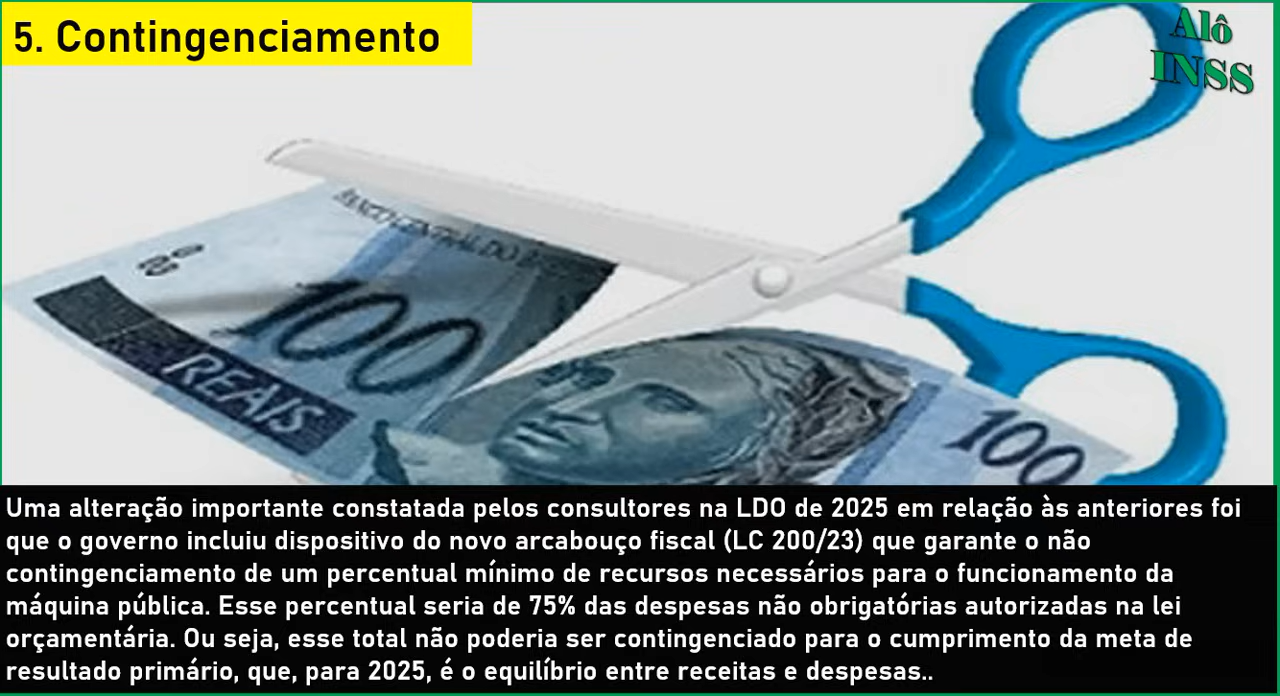 5. Contingenciamento
Alô
INSS
BANCO CENTRAL DO
100
REAIS
100
Uma alteração importante constatada pelos consultores na LDO de 2025 em relação às anteriores foi
que o governo incluiu dispositivo do novo arcabouço fiscal (LC 200/23) que garante o não
contingenciamento de um percentual mínimo de recursos necessários para o funcionamento da
máquina pública. Esse percentual seria de 75% das despesas não obrigatórias autorizadas na lei
orçamentária. Ou seja, esse total não poderia ser contingenciado para o cumprimento da meta de
resultado primário, que, para 2025, é o equilíbrio entre receitas e despesas..